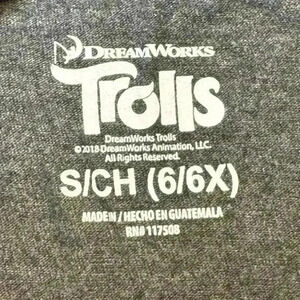 DREAMWORKS
Trolls
DreamWorks Trolls
©2018 DreamWorks Animation, LLC.
All Rights Reserved.
S/CH (6/6X)
MADE IN / HECHO EN GUATEMALA
RN# 117508